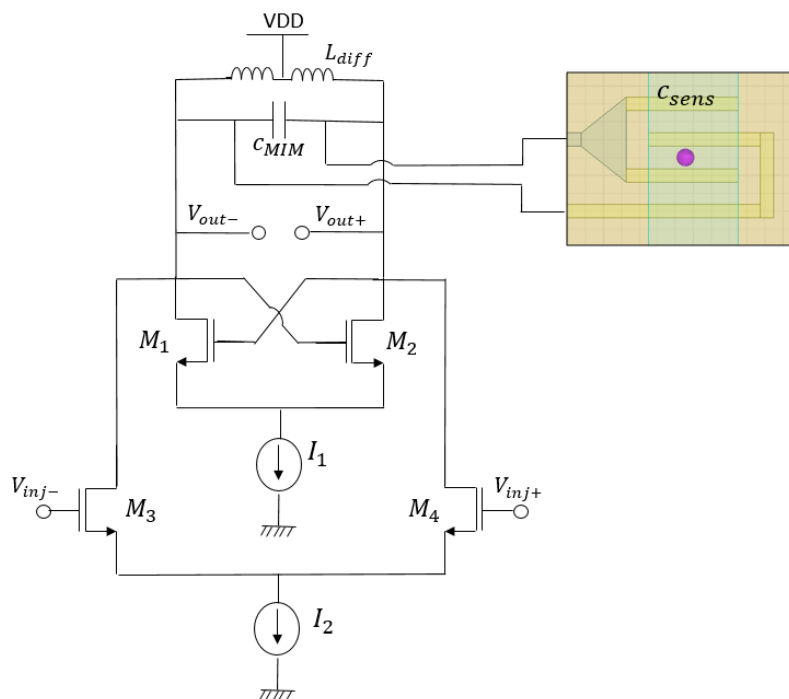 VDD
L_diff
c_sens
c_MIM
V_out− V_out+
M_1 M_2
I_1
V_inj− V_inj+
M_3 M_4
I_2